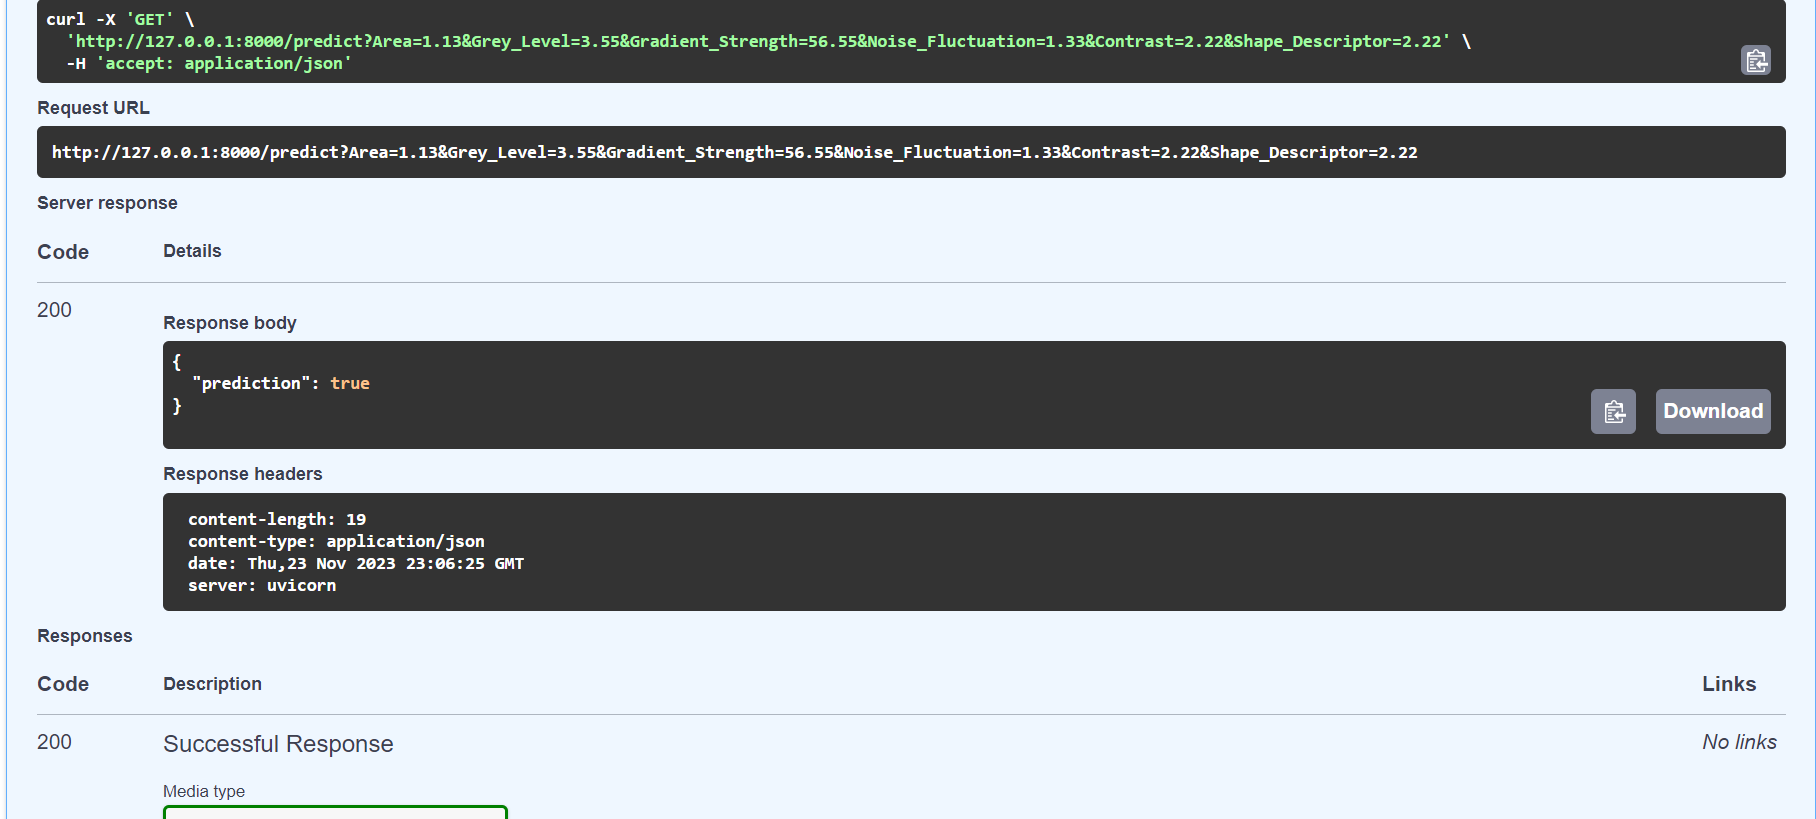 curl -X 'GET' \
'http://127.0.0.1:8000/predict?Area=1.13&Grey_Level=3.55&Gradient_Strength=56.55&Noise_Fluctuation=1.33&Contrast=2.22&Shape_Descriptor=2.22' \
-H 'accept: application/json'
Request URL
http://127.0.0.1:8000/predict?Area=1.13&Grey_Level=3.55&Gradient_Strength=56.55&Noise_Fluctuation=1.33&Contrast=2.22&Shape_Descriptor=2.22
Server response
Code Details
200
Response body
{
"prediction": true
}
Download
Response headers
content-length: 19
content-type: application/json
date: Thu,23 Nov 2023 23:06:25 GMT
server: uvicorn
Responses
Code Description Links
200 Successful Response No links
Media type